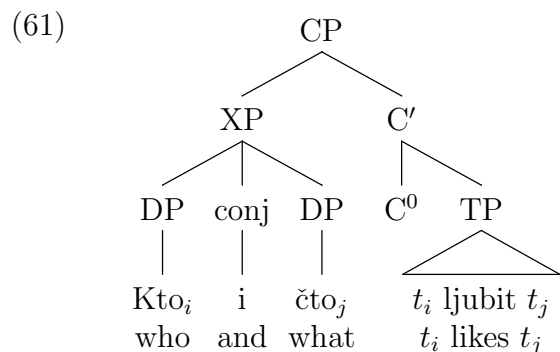 (61)
CP
XP C′
DP conj DP C⁰ TP
Ktoᵢ i čtoⱼ tᵢ ljubit tⱼ
who and what tᵢ likes tⱼ